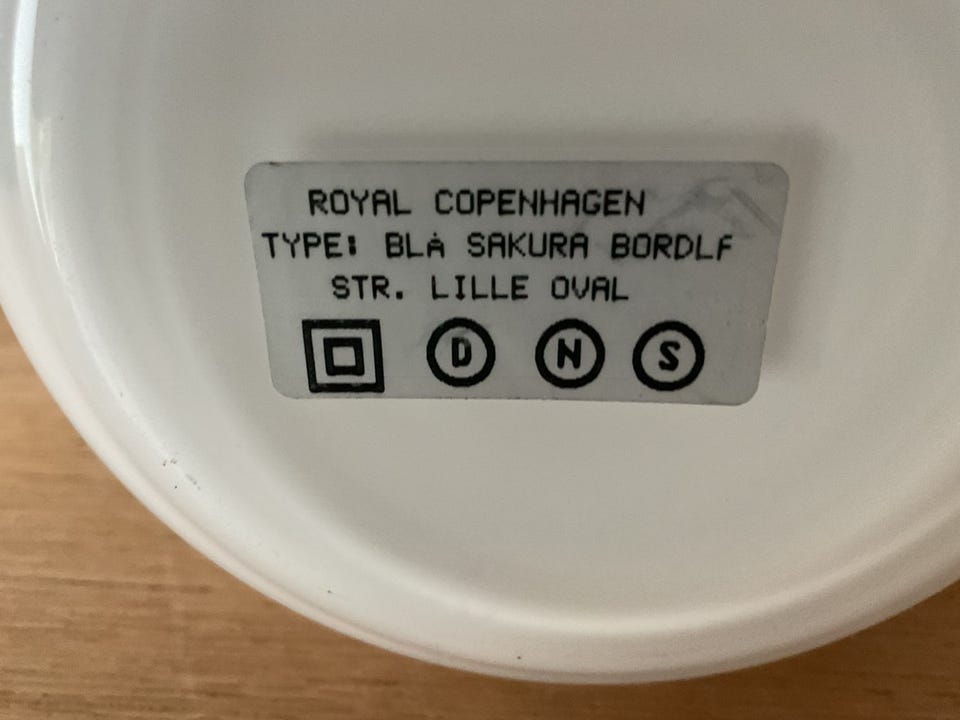 ROYAL COPENHAGEN
TYPE: BLÅ SAKURA BORDLF
STR. LILLE OVAL
D N S